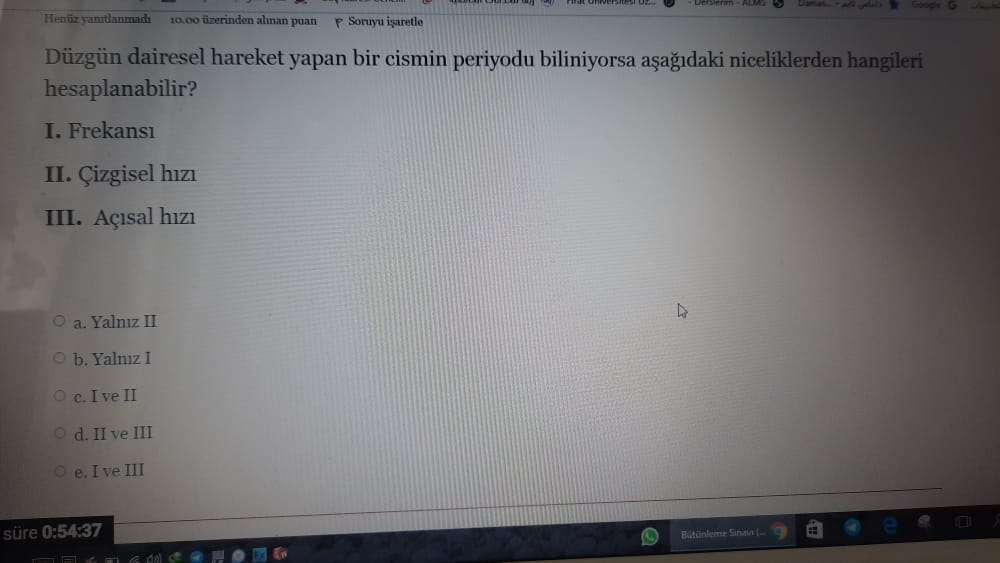 Google
Henüz yanıtlanmadı 10.00 üzerinden alınan puan Soruyu işaretle
Düzgün dairesel hareket yapan bir cismin periyodu biliniyorsa aşağıdaki niceliklerden hangileri
hesaplanabilir?
I. Frekansı
II. Çizgisel hızı
III. Açısal hızı
a. Yalnız II
b. Yalnız I
c. I ve II
d. II ve III
e. I ve III
süre 0:54:37
Bütünleme Sınavı (...